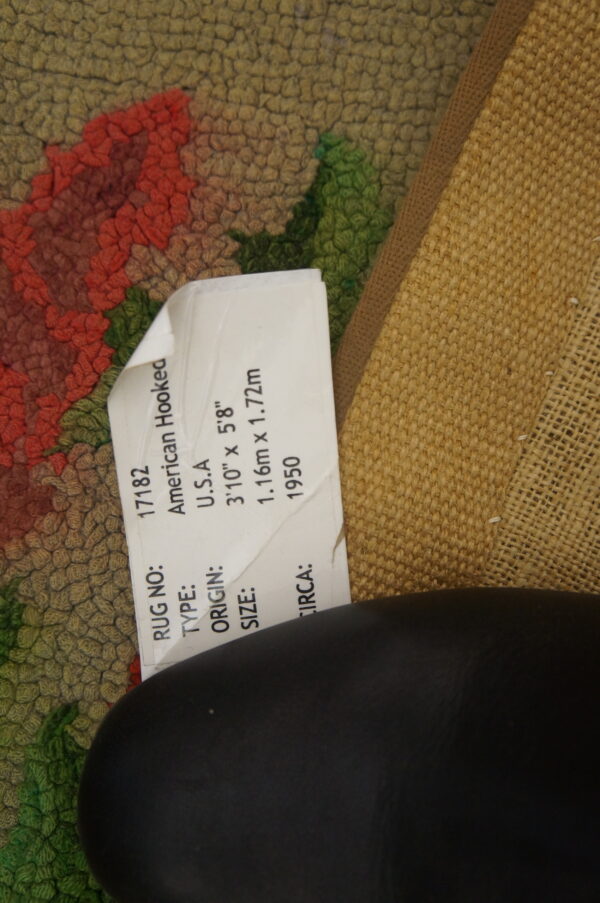 RUG NO: 17182
TYPE: American Hooked
ORIGIN: U.S.A
SIZE: 3'10" x 5'8"
1.16m x 1.72m
CIRCA: 1950